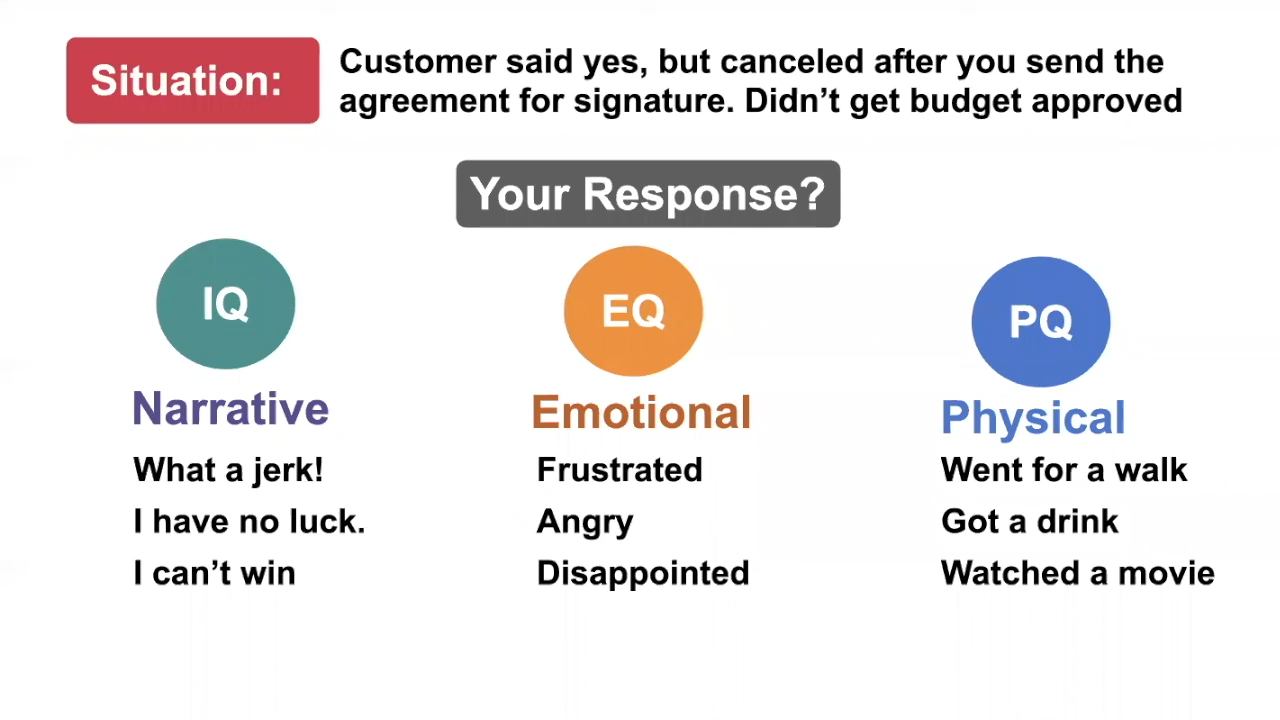 Situation:
Customer said yes, but canceled after you send the
agreement for signature. Didn’t get budget approved
Your Response?
IQ
Narrative
What a jerk!
I have no luck.
I can’t win
EQ
Emotional
Frustrated
Angry
Disappointed
PQ
Physical
Went for a walk
Got a drink
Watched a movie